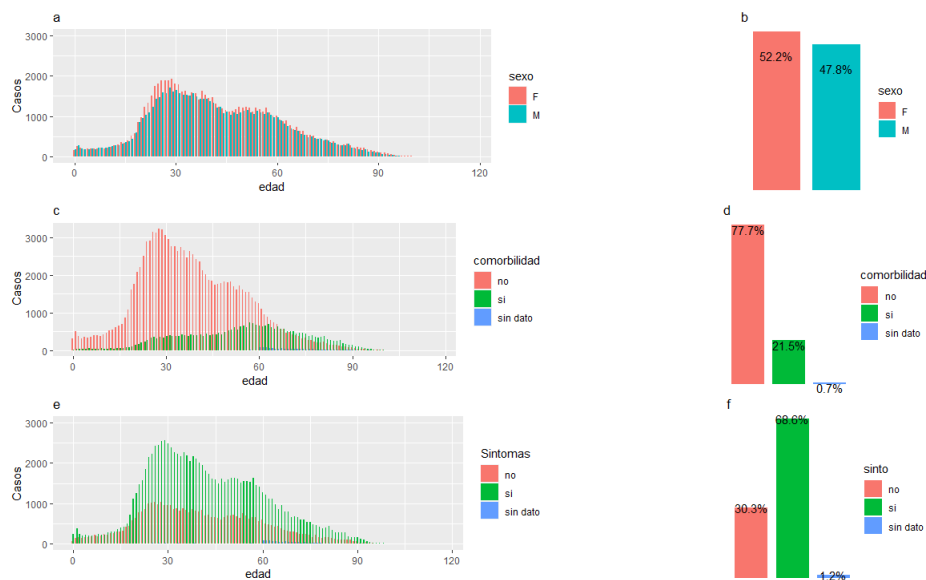 a
3000
2000
1000
0
Casos
0 30 60 90 120
edad
sexo
F
M
b
52.2%
47.8%
sexo
F
M
c
3000
2000
1000
0
Casos
0 30 60 90 120
edad
comorbilidad
no
si
sin dato
d
77.7%
21.5%
0.7%
comorbilidad
no
si
sin dato
e
3000
2000
1000
0
Casos
0 30 60 90 120
edad
Sintomas
no
si
sin dato
f
68.6%
30.3%
1.2%
sinto
no
si
sin dato